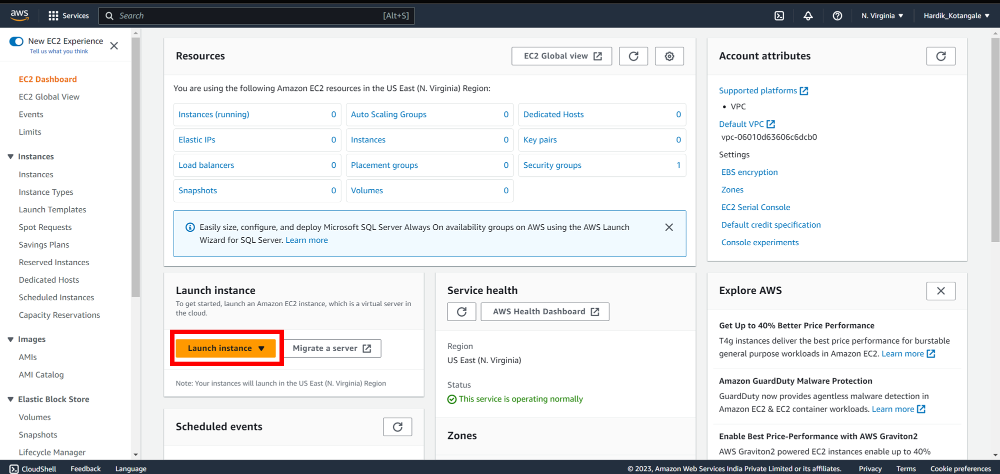 aws
Services
Search [Alt+S]
N. Virginia
Hardik_Kotangale
New EC2 Experience
Tell us what you think
EC2 Dashboard
EC2 Global View
Events
Limits
Instances
Instances
Instance Types
Launch Templates
Spot Requests
Savings Plans
Reserved Instances
Dedicated Hosts
Scheduled Instances
Capacity Reservations
Images
AMIs
AMI Catalog
Elastic Block Store
Volumes
Snapshots
Lifecycle Manager
Resources
EC2 Global view
You are using the following Amazon EC2 resources in the US East (N. Virginia) Region:
Instances (running) 0
Auto Scaling Groups 0
Dedicated Hosts 0
Elastic IPs 0
Instances 0
Key pairs 0
Load balancers 0
Placement groups 0
Security groups 1
Snapshots 0
Volumes 0
Easily size, configure, and deploy Microsoft SQL Server Always On availability groups on AWS using the AWS Launch
Wizard for SQL Server. Learn more
Launch instance
To get started, launch an Amazon EC2 instance, which is a virtual server in
the cloud.
Launch instance
Migrate a server
Note: Your instances will launch in the US East (N. Virginia) Region
Scheduled events
Service health
AWS Health Dashboard
Region
US East (N. Virginia)
Status
This service is operating normally
Zones
Account attributes
Supported platforms
• VPC
Default VPC
vpc-06010d63606c6dcb0
Settings
EBS encryption
Zones
EC2 Serial Console
Default credit specification
Console experiments
Explore AWS
Get Up to 40% Better Price Performance
T4g instances deliver the best price performance for burstable
general purpose workloads in Amazon EC2. Learn more
Amazon GuardDuty Malware Protection
GuardDuty now provides agentless malware detection in
Amazon EC2 & EC2 container workloads. Learn more
Enable Best Price-Performance with AWS Graviton2
AWS Graviton2 powered EC2 instances enable up to 40%
CloudShell
Feedback
Language
© 2023, Amazon Web Services India Private Limited or its affiliates.
Privacy
Terms
Cookie preferences